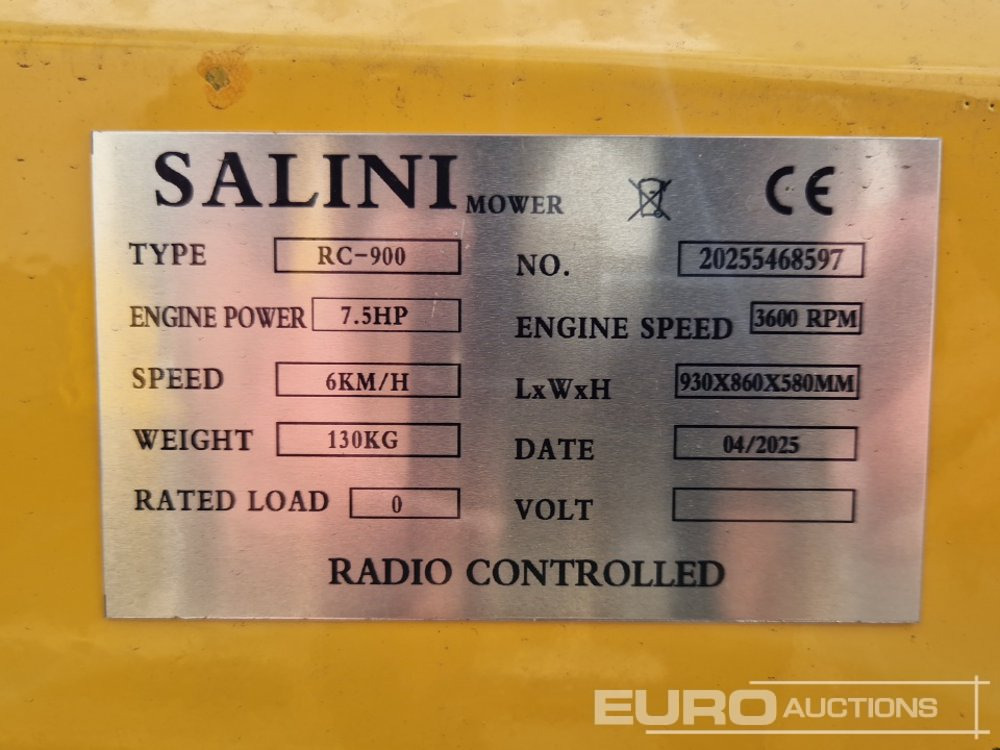 SALINI MOWER CE
TYPE RC-900 NO. 20255468597
ENGINE POWER 7.5HP ENGINE SPEED 3600 RPM
SPEED 6KM/H LxWxH 930X860X580MM
WEIGHT 130KG DATE 04/2025
RATED LOAD 0 VOLT
RADIO CONTROLLED
EURO AUCTIONS